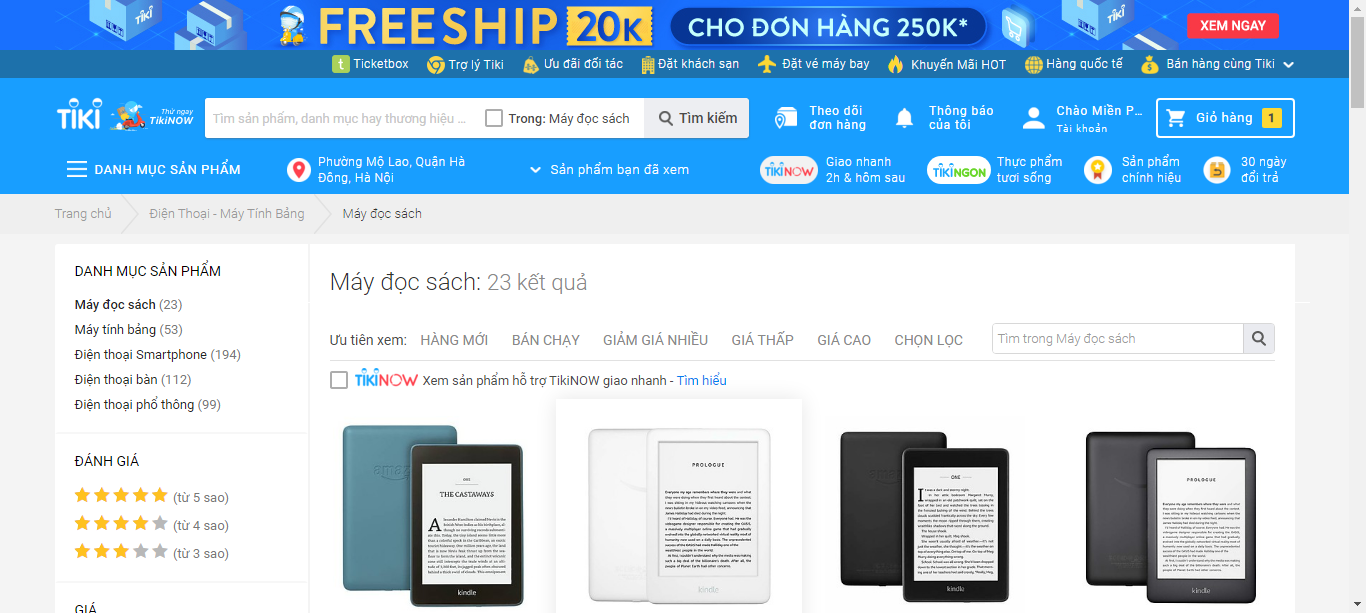 TIKI
FREESHIP 20K CHO ĐƠN HÀNG 250K* TIKI XEM NGAY
Ticketbox Trợ lý Tiki Ưu đãi đối tác Đặt khách sạn Đặt vé máy bay Khuyến Mãi HOT Hàng quốc tế Bán hàng cùng Tiki
TIKI Thử ngay TikiNOW
Tìm sản phẩm, danh mục hay thương hiệu ... Trong: Máy đọc sách Tìm kiếm
Theo dõi đơn hàng
Thông báo của tôi
Chào Miền P...
Tài khoản
Giỏ hàng 1
DANH MỤC SẢN PHẨM
Phường Mộ Lao, Quận Hà
Đông, Hà Nội
Sản phẩm bạn đã xem
TIKINOW Giao nhanh
2h & hôm sau
TIKINGON Thực phẩm
tươi sống
Sản phẩm
chính hiệu
30 ngày
đổi trả
Trang chủ Điện Thoại - Máy Tính Bảng Máy đọc sách
DANH MỤC SẢN PHẨM
Máy đọc sách (23)
Máy tính bảng (53)
Điện thoại Smartphone (194)
Điện thoại bàn (112)
Điện thoại phổ thông (99)
ĐÁNH GIÁ
(từ 5 sao)
(từ 4 sao)
(từ 3 sao)
GIÁ
Máy đọc sách: 23 kết quả
Ưu tiên xem: HÀNG MỚI BÁN CHẠY GIẢM GIÁ NHIỀU GIÁ THẤP GIÁ CAO CHỌN LỌC Tìm trong Máy đọc sách
TIKINOW Xem sản phẩm hỗ trợ TikiNOW giao nhanh - Tìm hiểu
ONE
THE CASTAWAYS
kindle
PROLOGUE
kindle
ONE
kindle
PROLOGUE
kindle